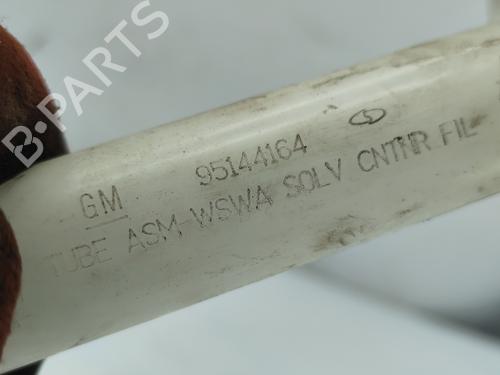 B-PARTS
GM 95144164
TUBE ASM-WSWA SOLV CNTNR FIL